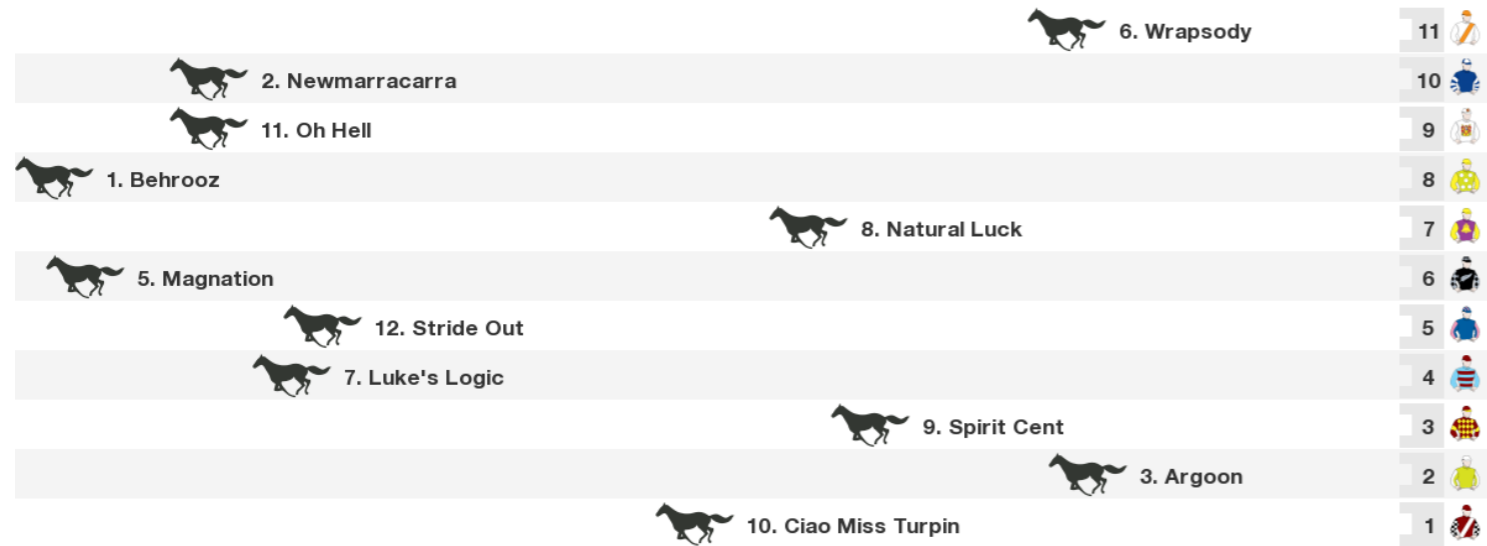 6. Wrapsody 11
2. Newmarracarra 10
11. Oh Hell 9
1. Behrooz 8
8. Natural Luck 7
5. Magnation 6
12. Stride Out 5
7. Luke's Logic 4
9. Spirit Cent 3
3. Argoon 2
10. Ciao Miss Turpin 1